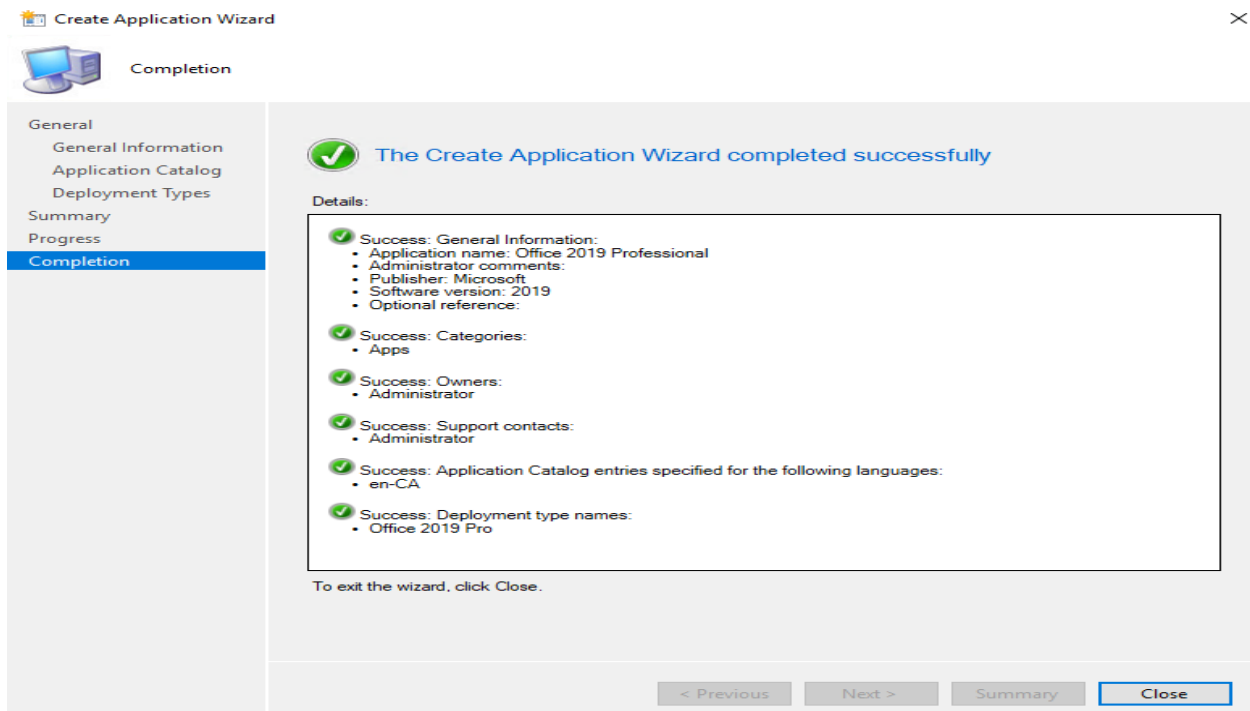 Create Application Wizard
Completion
General
General Information
Application Catalog
Deployment Types
Summary
Progress
Completion
The Create Application Wizard completed successfully
Details:
Success: General Information:
• Application name: Office 2019 Professional
• Administrator comments:
• Publisher: Microsoft
• Software version: 2019
• Optional reference:
Success: Categories:
• Apps
Success: Owners:
• Administrator
Success: Support contacts:
• Administrator
Success: Application Catalog entries specified for the following languages:
• en-CA
Success: Deployment type names:
• Office 2019 Pro
To exit the wizard, click Close.
< Previous
Next >
Summary
Close